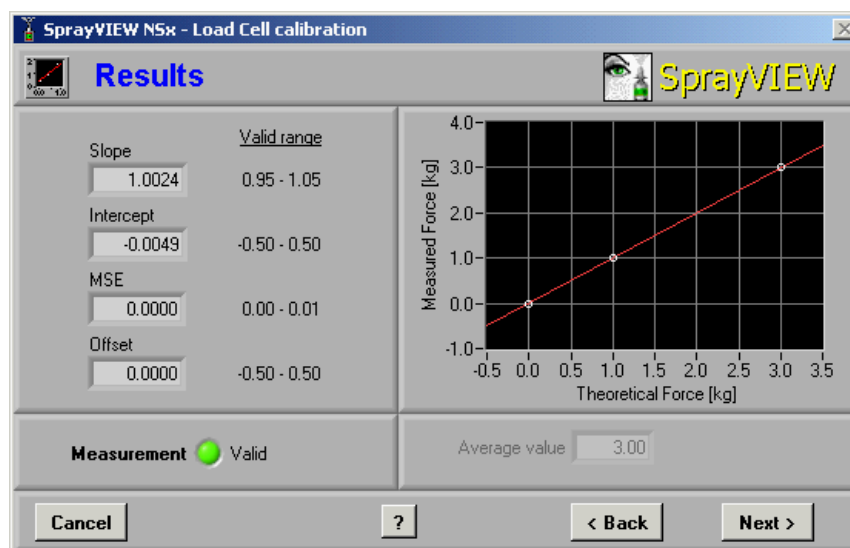 SprayVIEW NSx - Load Cell calibration
Results
SprayVIEW
Valid range
Slope
1.0024 0.95 - 1.05
Intercept
-0.0049 -0.50 - 0.50
MSE
0.0000 0.00 - 0.01
Offset
0.0000 -0.50 - 0.50
Measured Force [kg]
4.0
3.0
2.0
1.0
0.0
-1.0
-0.5 0.0 0.5 1.0 1.5 2.0 2.5 3.0 3.5
Theoretical Force [kg]
Measurement Valid
Average value 3.00
Cancel
?
< Back
Next >